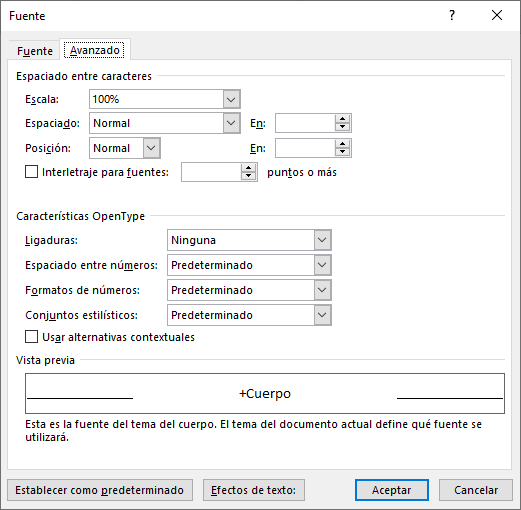 Fuente ?
Fuente Avanzado
Espaciado entre caracteres
Escala: 100%
Espaciado: Normal En:
Posición: Normal En:
Interletraje para fuentes: puntos o más
Características OpenType
Ligaduras: Ninguna
Espaciado entre números: Predeterminado
Formatos de números: Predeterminado
Conjuntos estilísticos: Predeterminado
Usar alternativas contextuales
Vista previa
+Cuerpo
Esta es la fuente del tema del cuerpo. El tema del documento actual define qué fuente se
utilizará.
Establecer como predeterminado Efectos de texto: Aceptar Cancelar